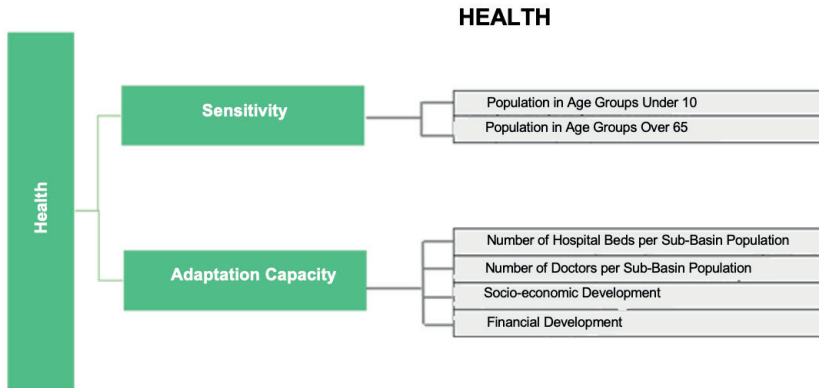 HEALTH
Health
Sensitivity
Population in Age Groups Under 10
Population in Age Groups Over 65
Adaptation Capacity
Number of Hospital Beds per Sub-Basin Population
Number of Doctors per Sub-Basin Population
Socio-economic Development
Financial Development